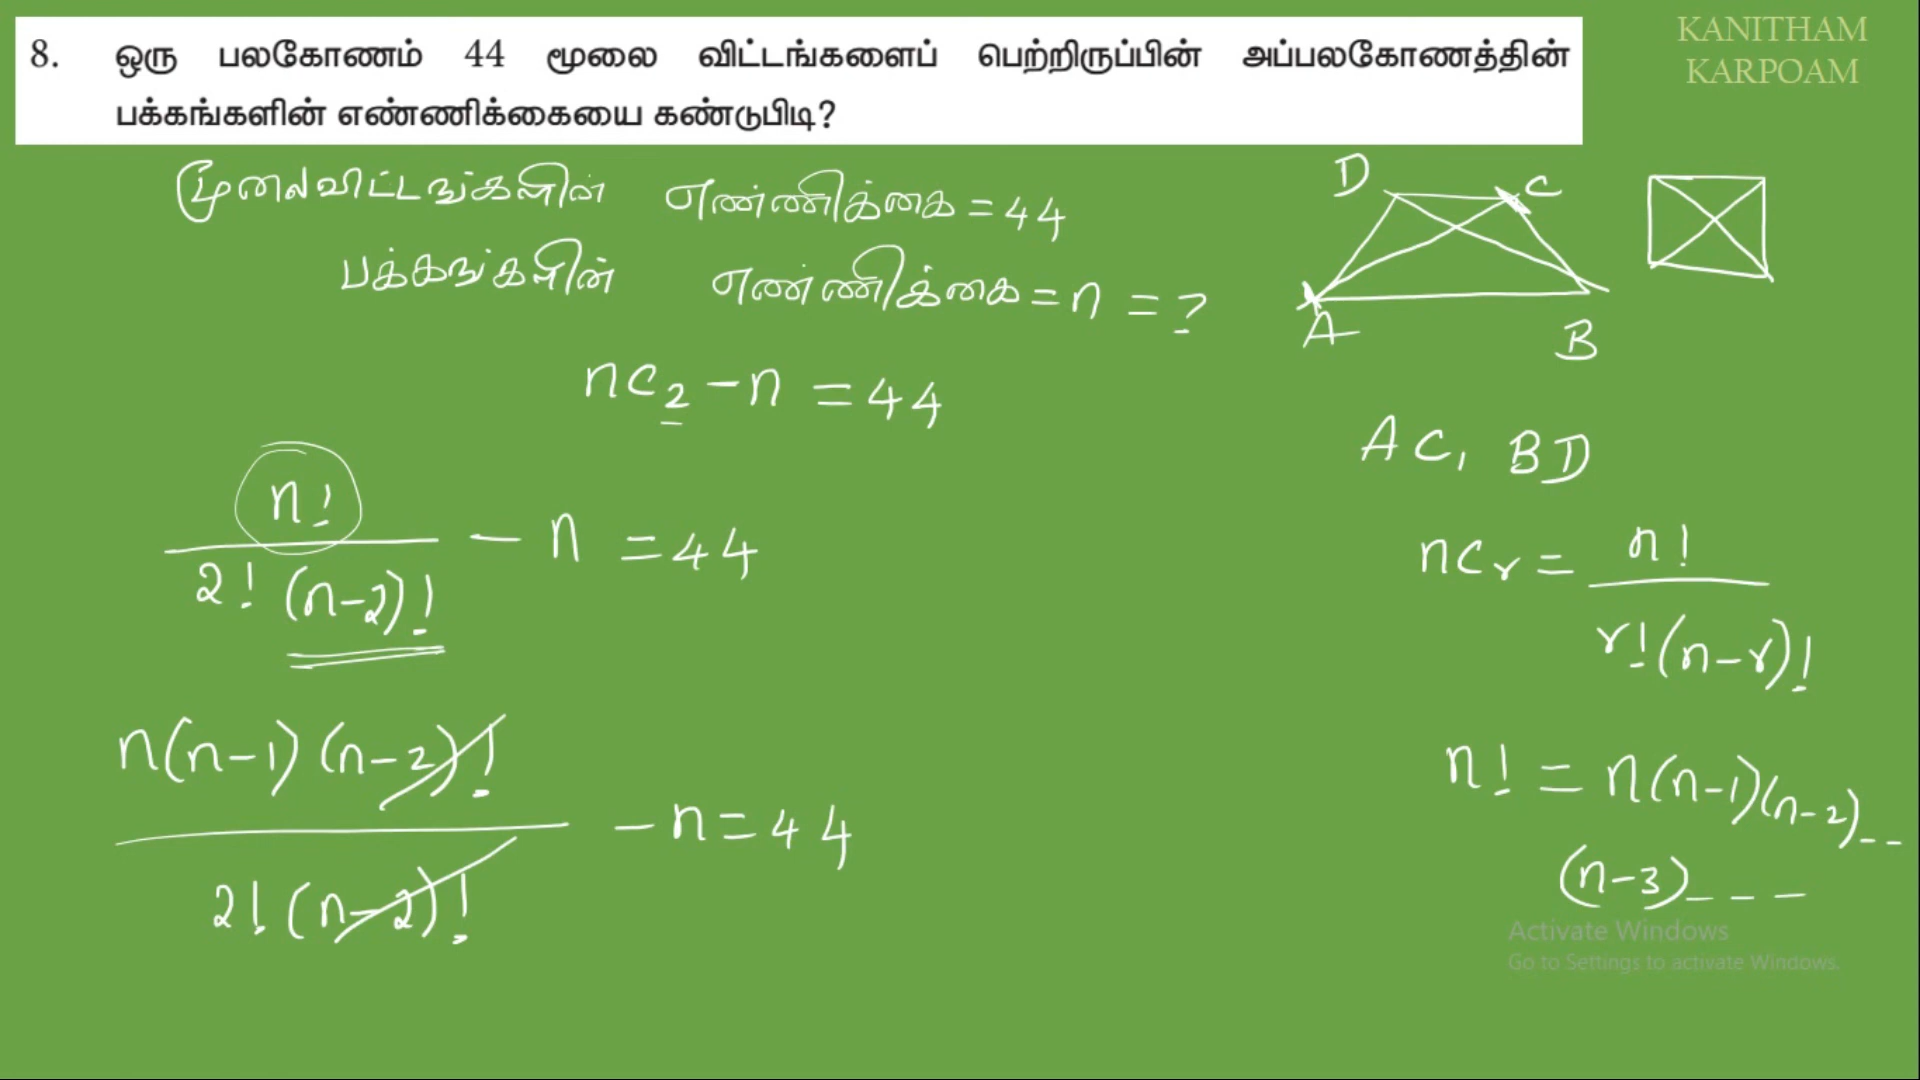 KANITHAM
KARPOAM
8. ஒரு பலகோணம் 44 மூலை விட்டங்களைப் பெற்றிருப்பின் அப்பலகோணத்தின்
பக்கங்களின் எண்ணிக்கையை கண்டுபிடி?
மூலைவிட்டங்களின் எண்ணிக்கை = 44
பக்கங்களின் எண்ணிக்கை = n = ?
D C
A B
nC₂ - n = 44
AC, BD
n!
2! (n-2)!
- n = 44
nCr = n!
r!(n-r)!
n(n-1)(n-2)!
2!(n-2)!
- n = 44
n! = n(n-1)(n-2)--
(n-3)----
Activate Windows
Go to Settings to activate Windows.